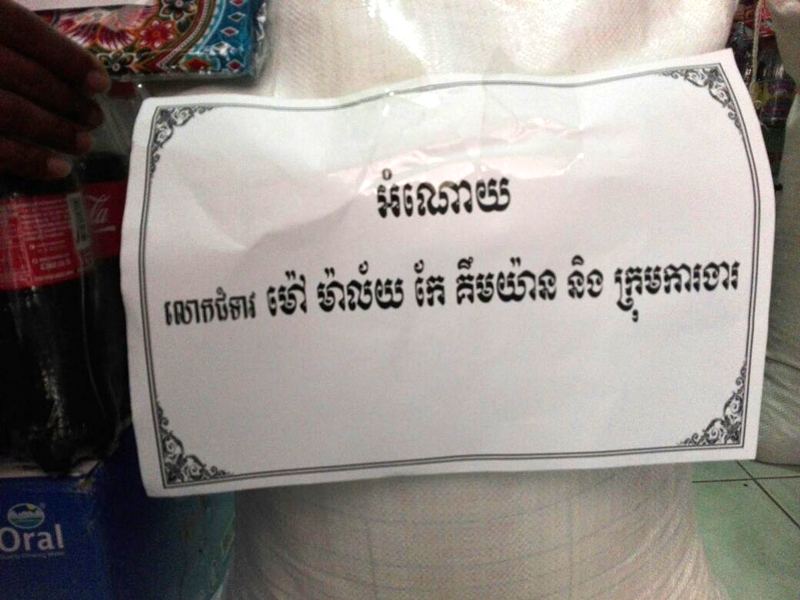 អំណោយ
លោកជំទាវ ម៉ៅ ម៉ាល័យ កែ គឹមយ៉ាន និង ក្រុមការងារ
Oral